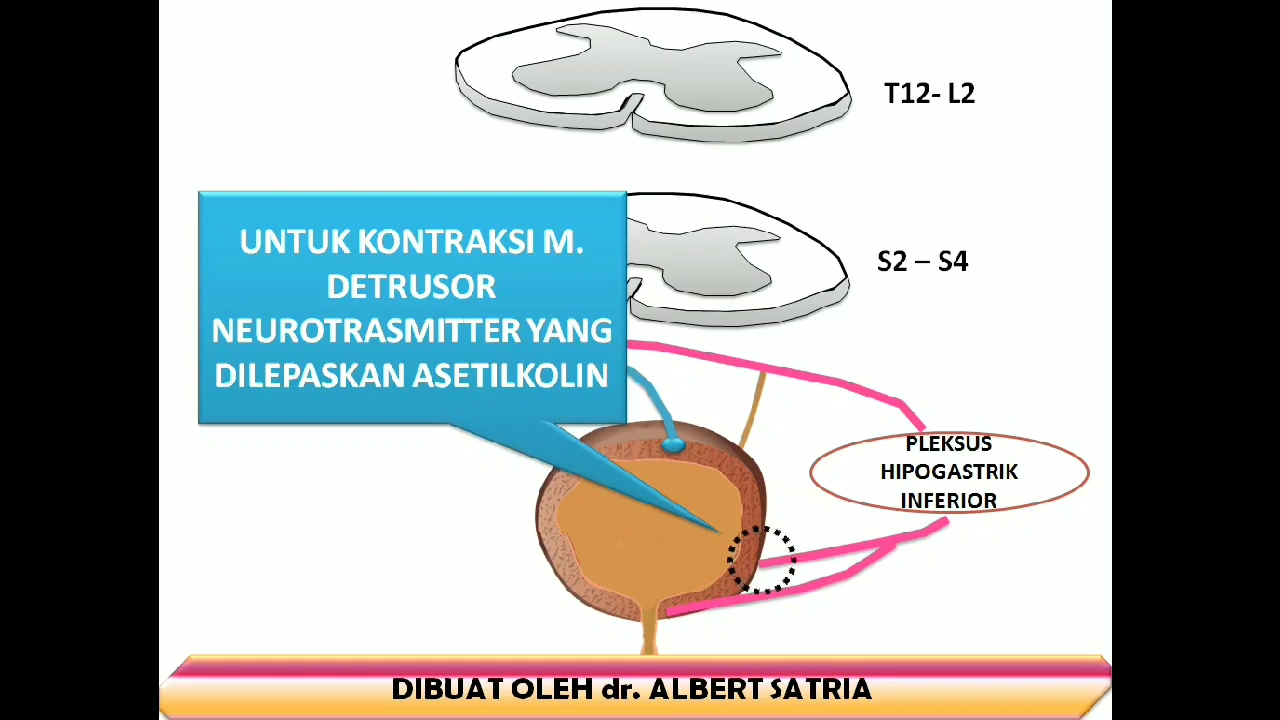 T12- L2
UNTUK KONTRAKSI M.
DETRUSOR
NEUROTRASMITTER YANG
DILEPASKAN ASETILKOLIN
S2 – S4
PLEKSUS
HIPOGASTRIK
INFERIOR
DIBUAT OLEH dr. ALBERT SATRIA